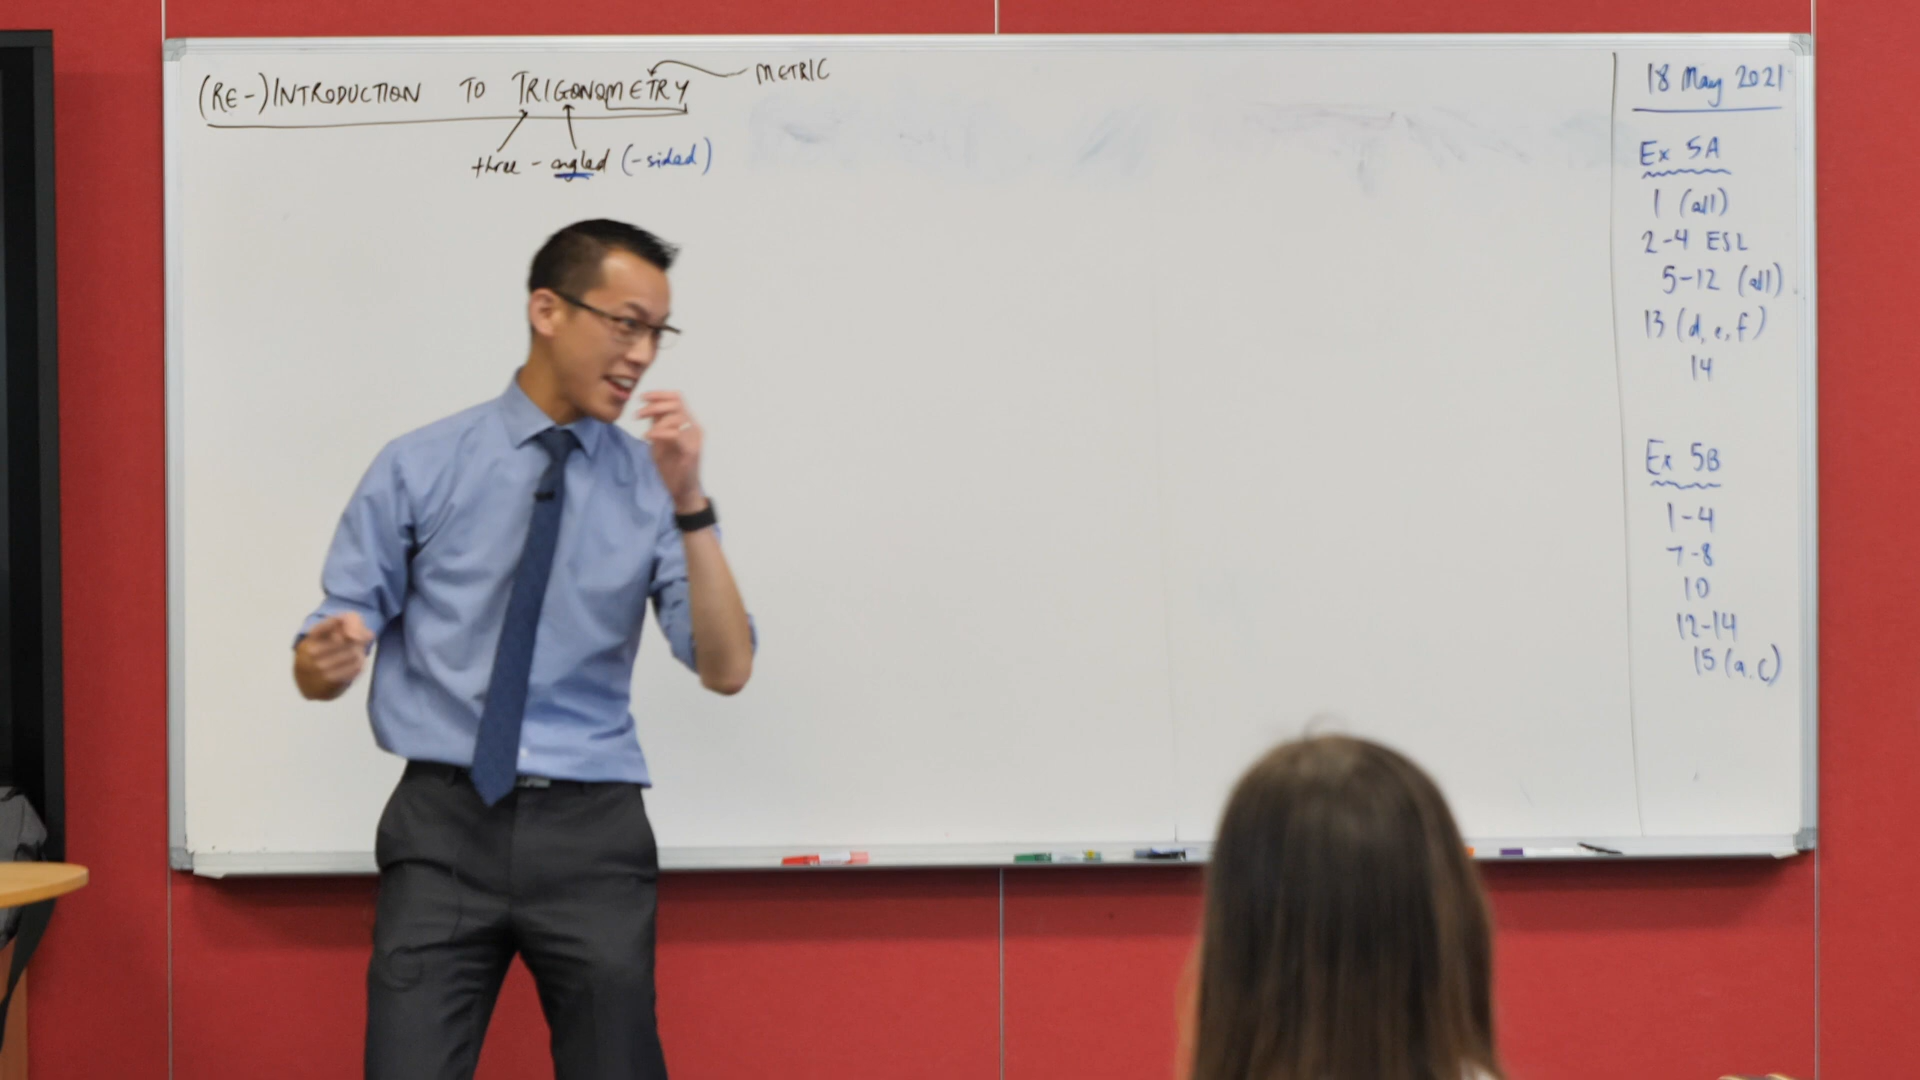 (RE-)INTRODUCTION TO TRIGONOMETRY
METRIC
three - angled (-sided)
18 May 2021
Ex 5A
1 (all)
2-4 ESL
5-12 (all)
13 (d, e, f)
14
Ex 5B
1-4
7-8
10
12-14
15 (a, c)